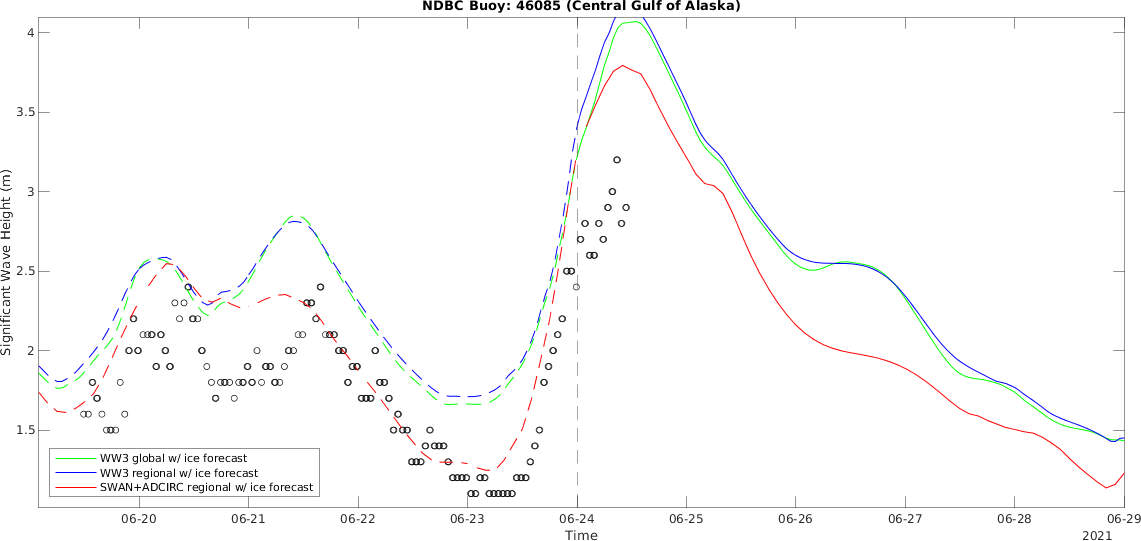 NDBC Buoy: 46085 (Central Gulf of Alaska)
4
3.5
3
2.5
2
1.5
Significant Wave Height (m)
WW3 global w/ ice forecast
WW3 regional w/ ice forecast
SWAN+ADCIRC regional w/ ice forecast
06-20 06-21 06-22 06-23 06-24 06-25 06-26 06-27 06-28 06-29
Time
2021